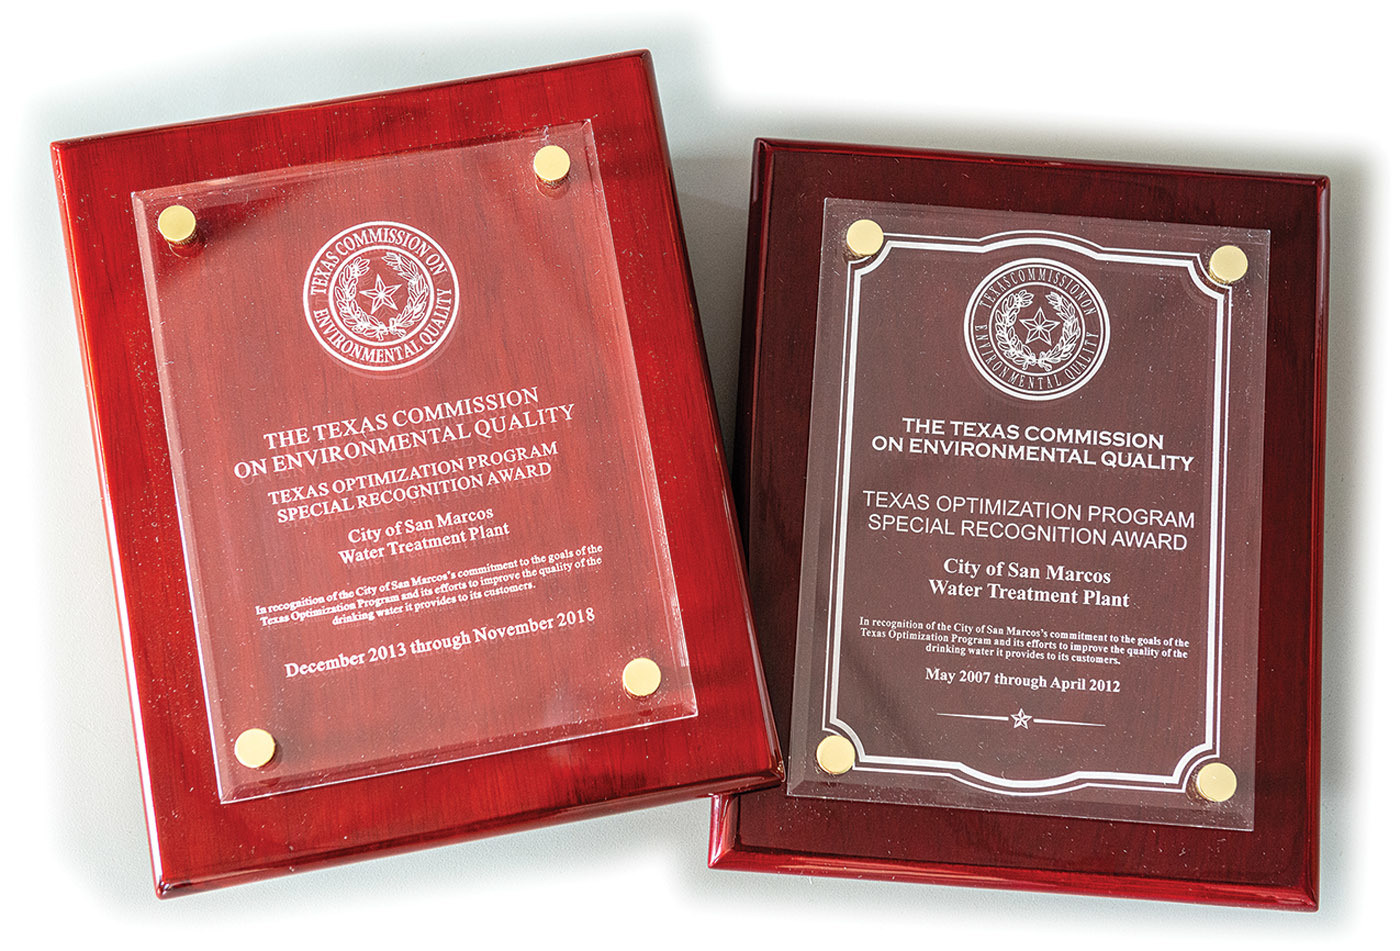 TEXAS COMMISSION ON
ENVIRONMENTAL QUALITY
THE TEXAS COMMISSION
ON ENVIRONMENTAL QUALITY
TEXAS OPTIMIZATION PROGRAM
SPECIAL RECOGNITION AWARD
City of San Marcos
Water Treatment Plant
In recognition of the City of San Marcos's commitment to the goals of the
Texas Optimization Program and its efforts to improve the quality of the
drinking water it provides to its customers.
December 2013 through November 2018
TEXAS COMMISSION ON
ENVIRONMENTAL QUALITY
THE TEXAS COMMISSION
ON ENVIRONMENTAL QUALITY
TEXAS OPTIMIZATION PROGRAM
SPECIAL RECOGNITION AWARD
City of San Marcos
Water Treatment Plant
In recognition of the City of San Marcos's commitment to the goals of the
Texas Optimization Program and its efforts to improve the quality of the
drinking water it provides to its customers.
May 2007 through April 2012